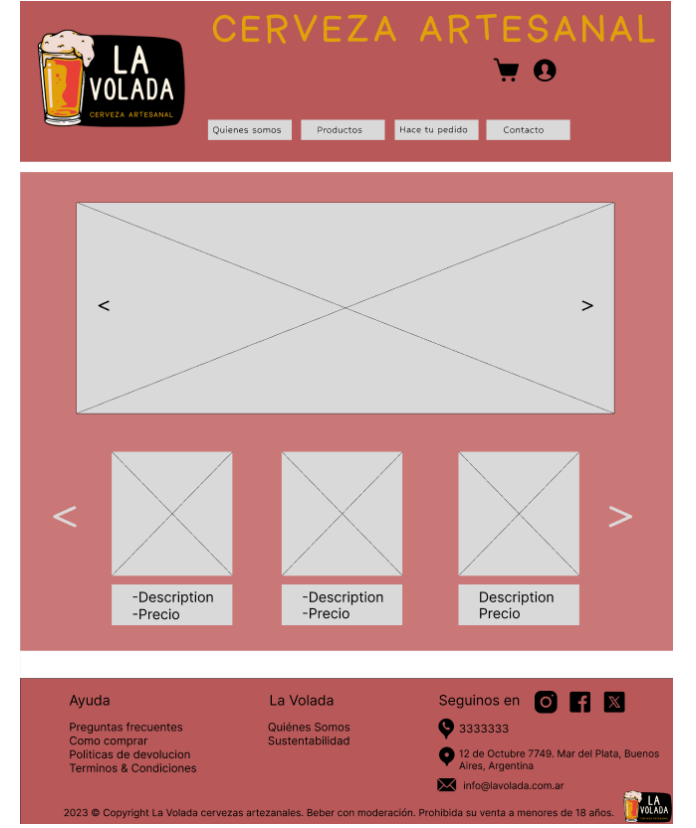 CERVEZA ARTESANAL
LA
VOLADA
CERVEZA ARTESANAL
Quienes somos
Productos
Hace tu pedido
Contacto
<
>
<
>
-Description
-Precio
-Description
-Precio
Description
Precio
Ayuda
Preguntas frecuentes
Como comprar
Politicas de devolucion
Terminos & Condiciones
La Volada
Quiénes Somos
Sustentabilidad
Seguinos en
3333333
12 de Octubre 7749. Mar del Plata, Buenos
Aires, Argentina
info@lavolada.com.ar
2023 © Copyright La Volada cervezas artezanales. Beber con moderación. Prohibida su venta a menores de 18 años.
LA
VOLADA